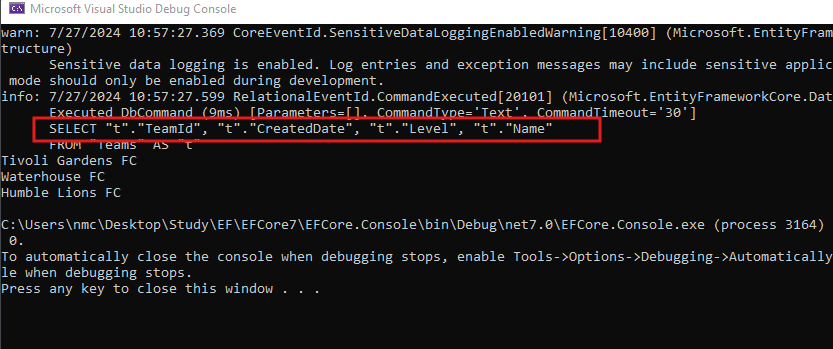 Microsoft Visual Studio Debug Console
warn: 7/27/2024 10:57:27.369 CoreEventId.SensitiveDataLoggingEnabledWarning[10400] (Microsoft.EntityFram
tructure)
Sensitive data logging is enabled. Log entries and exception messages may include sensitive applic
mode should only be enabled during development.
info: 7/27/2024 10:57:27.599 RelationalEventId.CommandExecuted[20101] (Microsoft.EntityFrameworkCore.Dat
Executed DbCommand (9ms) [Parameters=[], CommandType='Text', CommandTimeout='30']
SELECT "t"."TeamId", "t"."CreatedDate", "t"."Level", "t"."Name"
FROM "Teams" AS "t"
Tivoli Gardens FC
Waterhouse FC
Humble Lions FC
C:\Users\nmc\Desktop\Study\EF\EFCore7\EFCore.Console\bin\Debug\net7.0\EFCore.Console.exe (process 3164)
0.
To automatically close the console when debugging stops, enable Tools->Options->Debugging->Automatically
le when debugging stops.
Press any key to close this window . . .